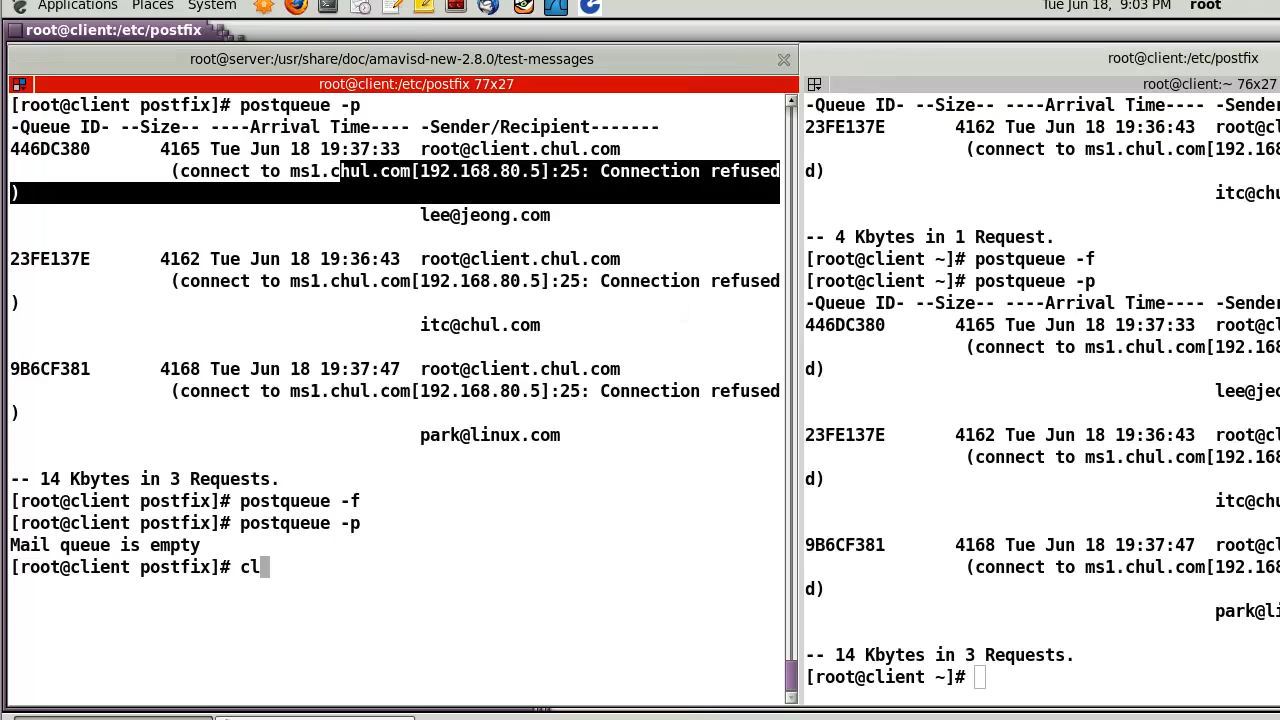 Applications Places System
Tue Jun 18, 9:03 PM root
root@client:/etc/postfix
root@server:/usr/share/doc/amavisd-new-2.8.0/test-messages
root@client:/etc/postfix 77x27
[root@client postfix]# postqueue -p
-Queue ID- --Size-- ----Arrival Time---- -Sender/Recipient-------
446DC380 4165 Tue Jun 18 19:37:33 root@client.chul.com
(connect to ms1.chul.com[192.168.80.5]:25: Connection refused
)
lee@jeong.com
23FE137E 4162 Tue Jun 18 19:36:43 root@client.chul.com
(connect to ms1.chul.com[192.168.80.5]:25: Connection refused
)
itc@chul.com
9B6CF381 4168 Tue Jun 18 19:37:47 root@client.chul.com
(connect to ms1.chul.com[192.168.80.5]:25: Connection refused
)
park@linux.com
-- 14 Kbytes in 3 Requests.
[root@client postfix]# postqueue -f
[root@client postfix]# postqueue -p
Mail queue is empty
[root@client postfix]# cl
root@client:/etc/postfix
root@client:~ 76x27
-Queue ID- --Size-- ----Arrival Time---- -Sender
23FE137E 4162 Tue Jun 18 19:36:43 root@cl
(connect to ms1.chul.com[192.168
d)
itc@ch
-- 4 Kbytes in 1 Request.
[root@client ~]# postqueue -f
[root@client ~]# postqueue -p
-Queue ID- --Size-- ----Arrival Time---- -Sender
446DC380 4165 Tue Jun 18 19:37:33 root@cl
(connect to ms1.chul.com[192.168
d)
lee@je
23FE137E 4162 Tue Jun 18 19:36:43 root@cl
(connect to ms1.chul.com[192.168
d)
itc@ch
9B6CF381 4168 Tue Jun 18 19:37:47 root@cl
(connect to ms1.chul.com[192.168
d)
park@li
-- 14 Kbytes in 3 Requests.
[root@client ~]#